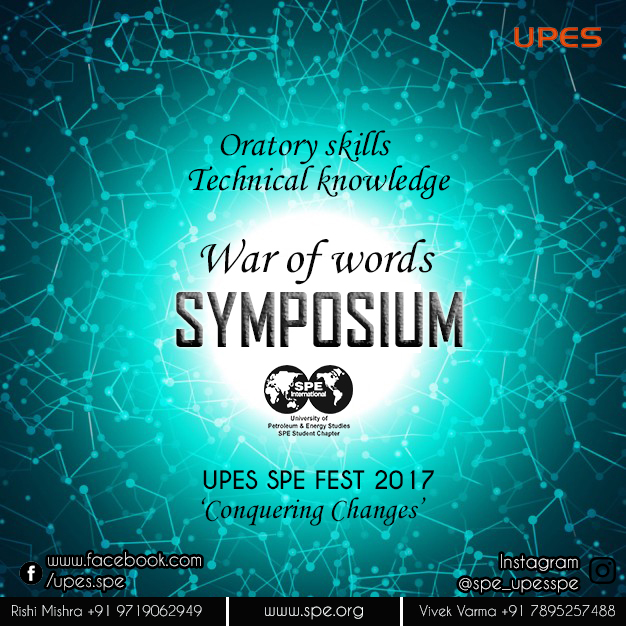 UPES
Oratory skills
Technical knowledge
War of words
SYMPOSIUM
SPE
International
University of
Petroleum & Energy Studies
SPE Student Chapter
UPES SPE FEST 2017
'Conquering Changes'
www.facebook.com
/upes.spe
Instagram
@spe_upesspe
Rishi Mishra +91 9719062949
www.spe.org
Vivek Varma +91 7895257488